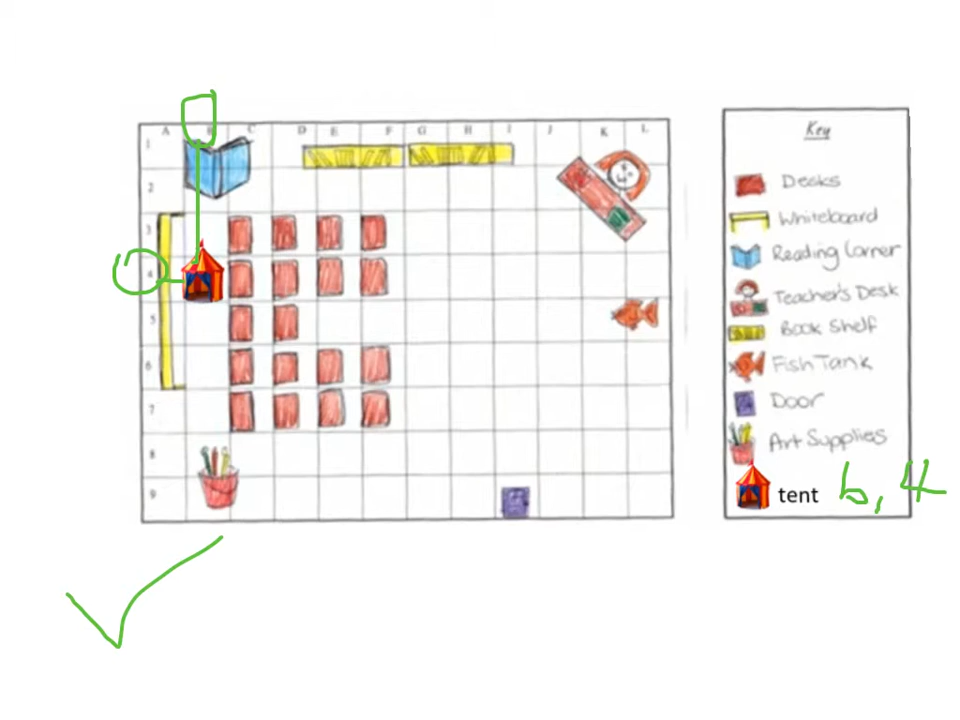 A B C D E F G H I J K L
1
2
3
4
5
6
7
8
9
Key
Desks
Whiteboard
Reading Corner
Teacher's Desk
Book Shelf
Fish Tank
Door
Art Supplies
tent b, 4